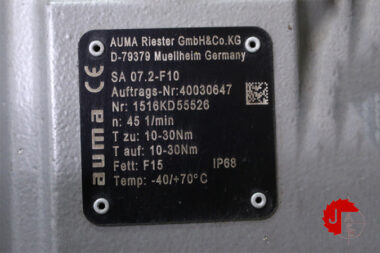 AUMA Riester GmbH&Co.KG
D-79379 Muellheim Germany
SA 07.2-F10
Auftrags-Nr:40030647
Nr: 1516KD55526
n: 45 1/min
T zu: 10-30Nm
T auf: 10-30Nm
Fett: F15 IP68
Temp: -40/+70°C
auma CE